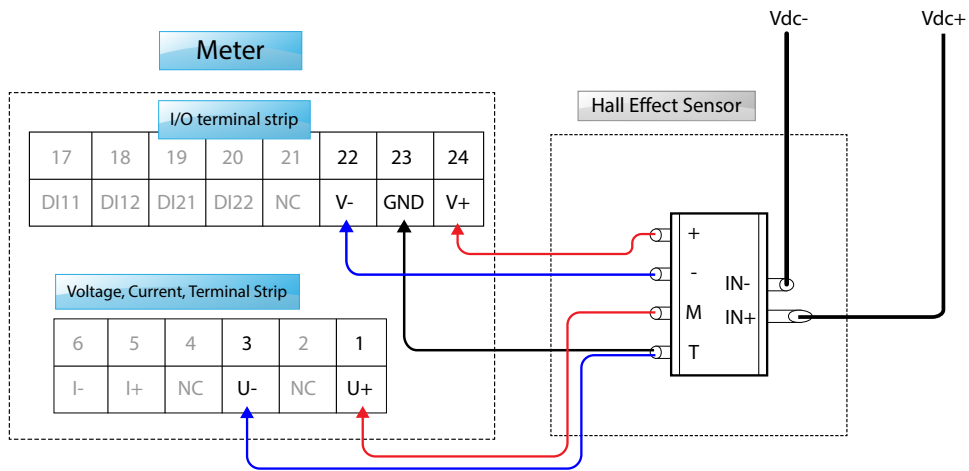 Vdc-
Vdc+
Meter
I/O terminal strip
Hall Effect Sensor
17 18 19 20 21 22 23 24
DI11 DI12 DI21 DI22 NC V- GND V+
+
-
IN-
Voltage, Current, Terminal Strip
M
IN+
6 5 4 3 2 1
T
I- I+ NC U- NC U+